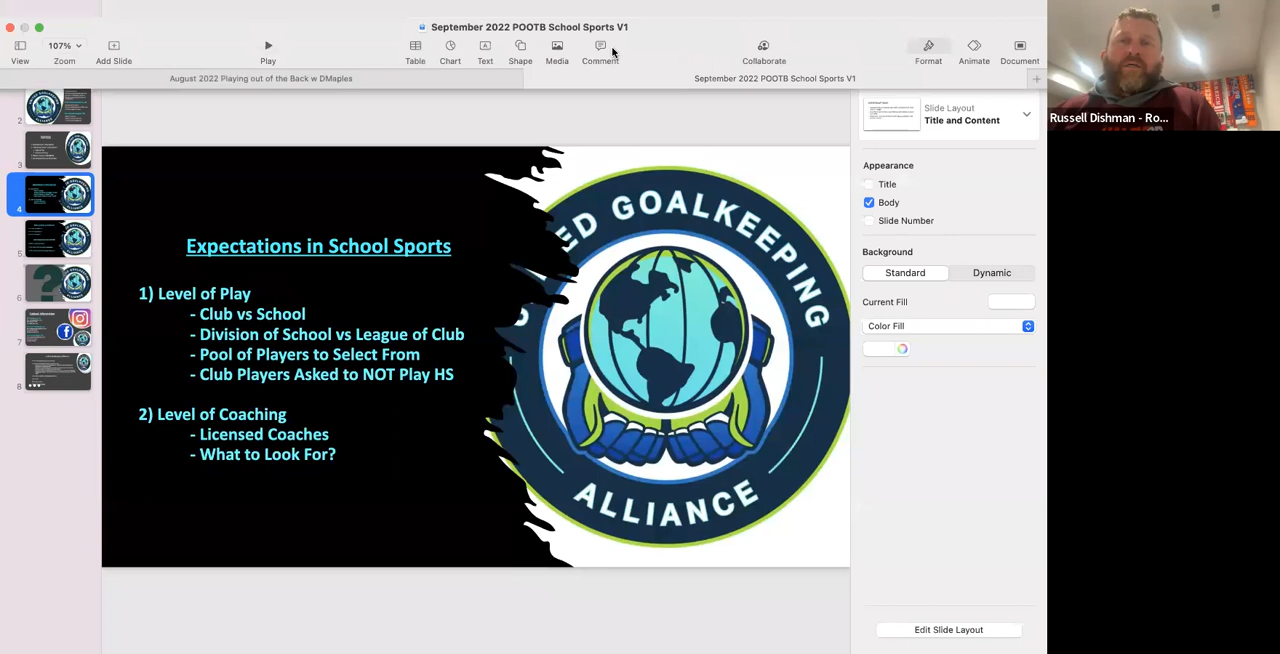 September 2022 POOTB School Sports V1
107%
View
Zoom
Add Slide
Play
Table
Chart
Text
Shape
Media
Comment
Collaborate
Format
Animate
Document
August 2022 Playing out of the Back w DMaples
September 2022 POOTB School Sports V1
2
3
4
5
6
7
8
Expectations in School Sports
1) Level of Play
- Club vs School
- Division of School vs League of Club
- Pool of Players to Select From
- Club Players Asked to NOT Play HS
2) Level of Coaching
- Licensed Coaches
- What to Look For?
ED GOALKEEPING
ALLIANCE
Slide Layout
Title and Content
Appearance
Title
Body
Slide Number
Background
Standard
Dynamic
Current Fill
Color Fill
Edit Slide Layout
Russell Dishman - Ro...